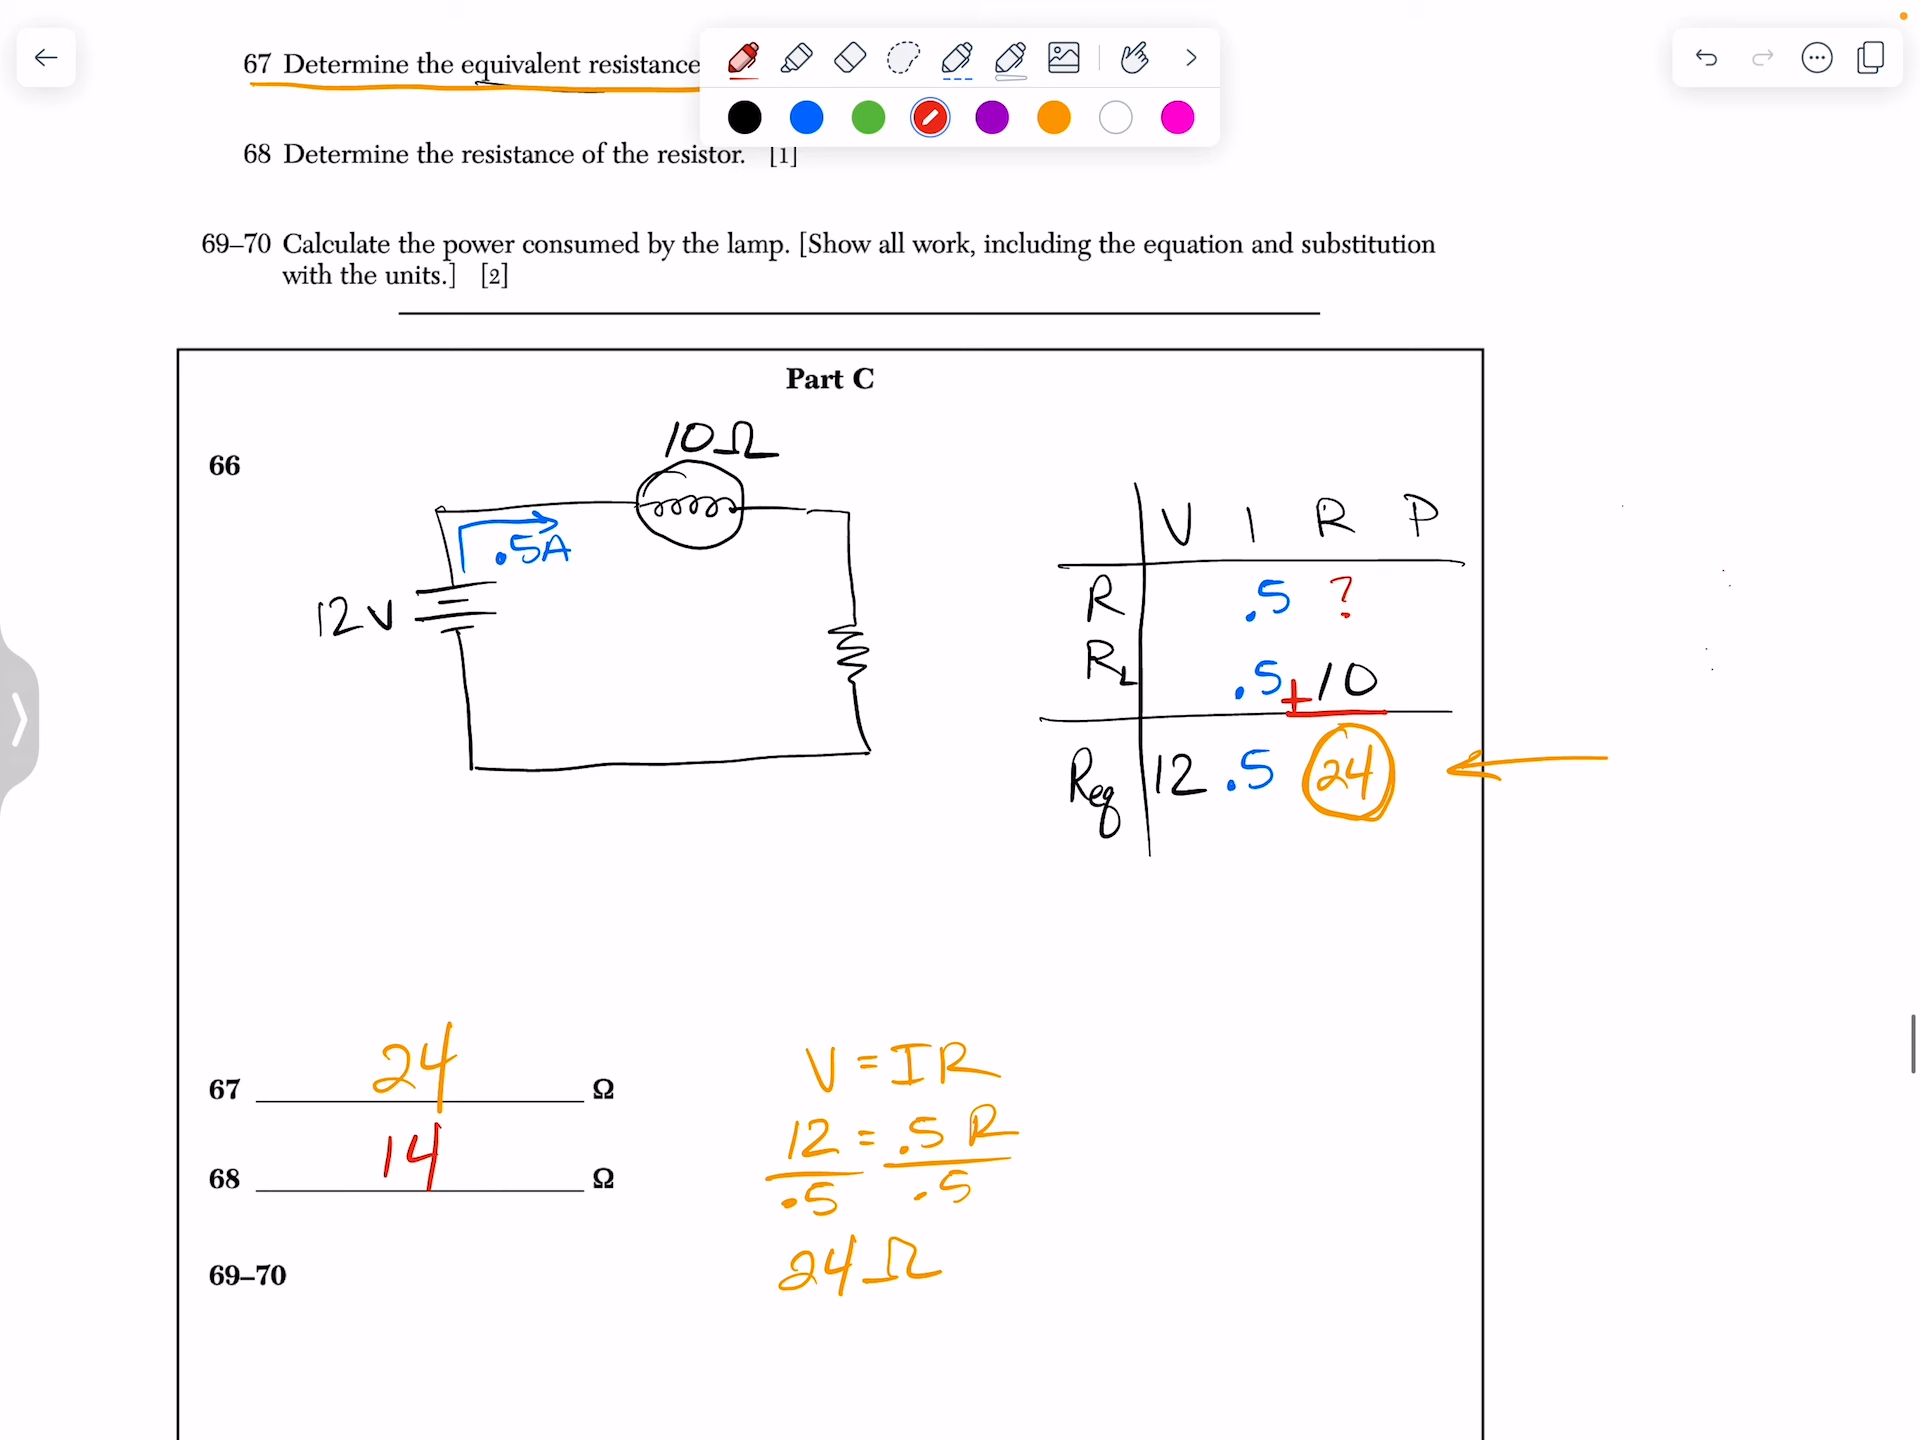 67 Determine the equivalent resistance
68 Determine the resistance of the resistor. [1]
69–70 Calculate the power consumed by the lamp. [Show all work, including the equation and substitution
with the units.] [2]
Part C
66
10Ω
.5A
12V
V I R P
R .5 ?
RL .5 + 10
Req 12 .5 24
67 24 Ω
68 14 Ω
69–70
V = IR
12 = .5 R
.5 .5
24 Ω